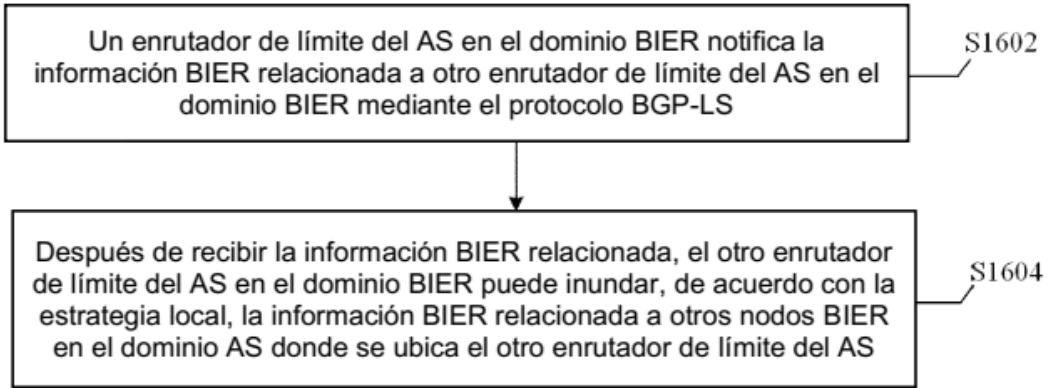 Un enrutador de límite del AS en el dominio BIER notifica la
información BIER relacionada a otro enrutador de límite del AS en el
dominio BIER mediante el protocolo BGP-LS
S1602
Después de recibir la información BIER relacionada, el otro enrutador
de límite del AS en el dominio BIER puede inundar, de acuerdo con la
estrategia local, la información BIER relacionada a otros nodos BIER
en el dominio AS donde se ubica el otro enrutador de límite del AS
S1604